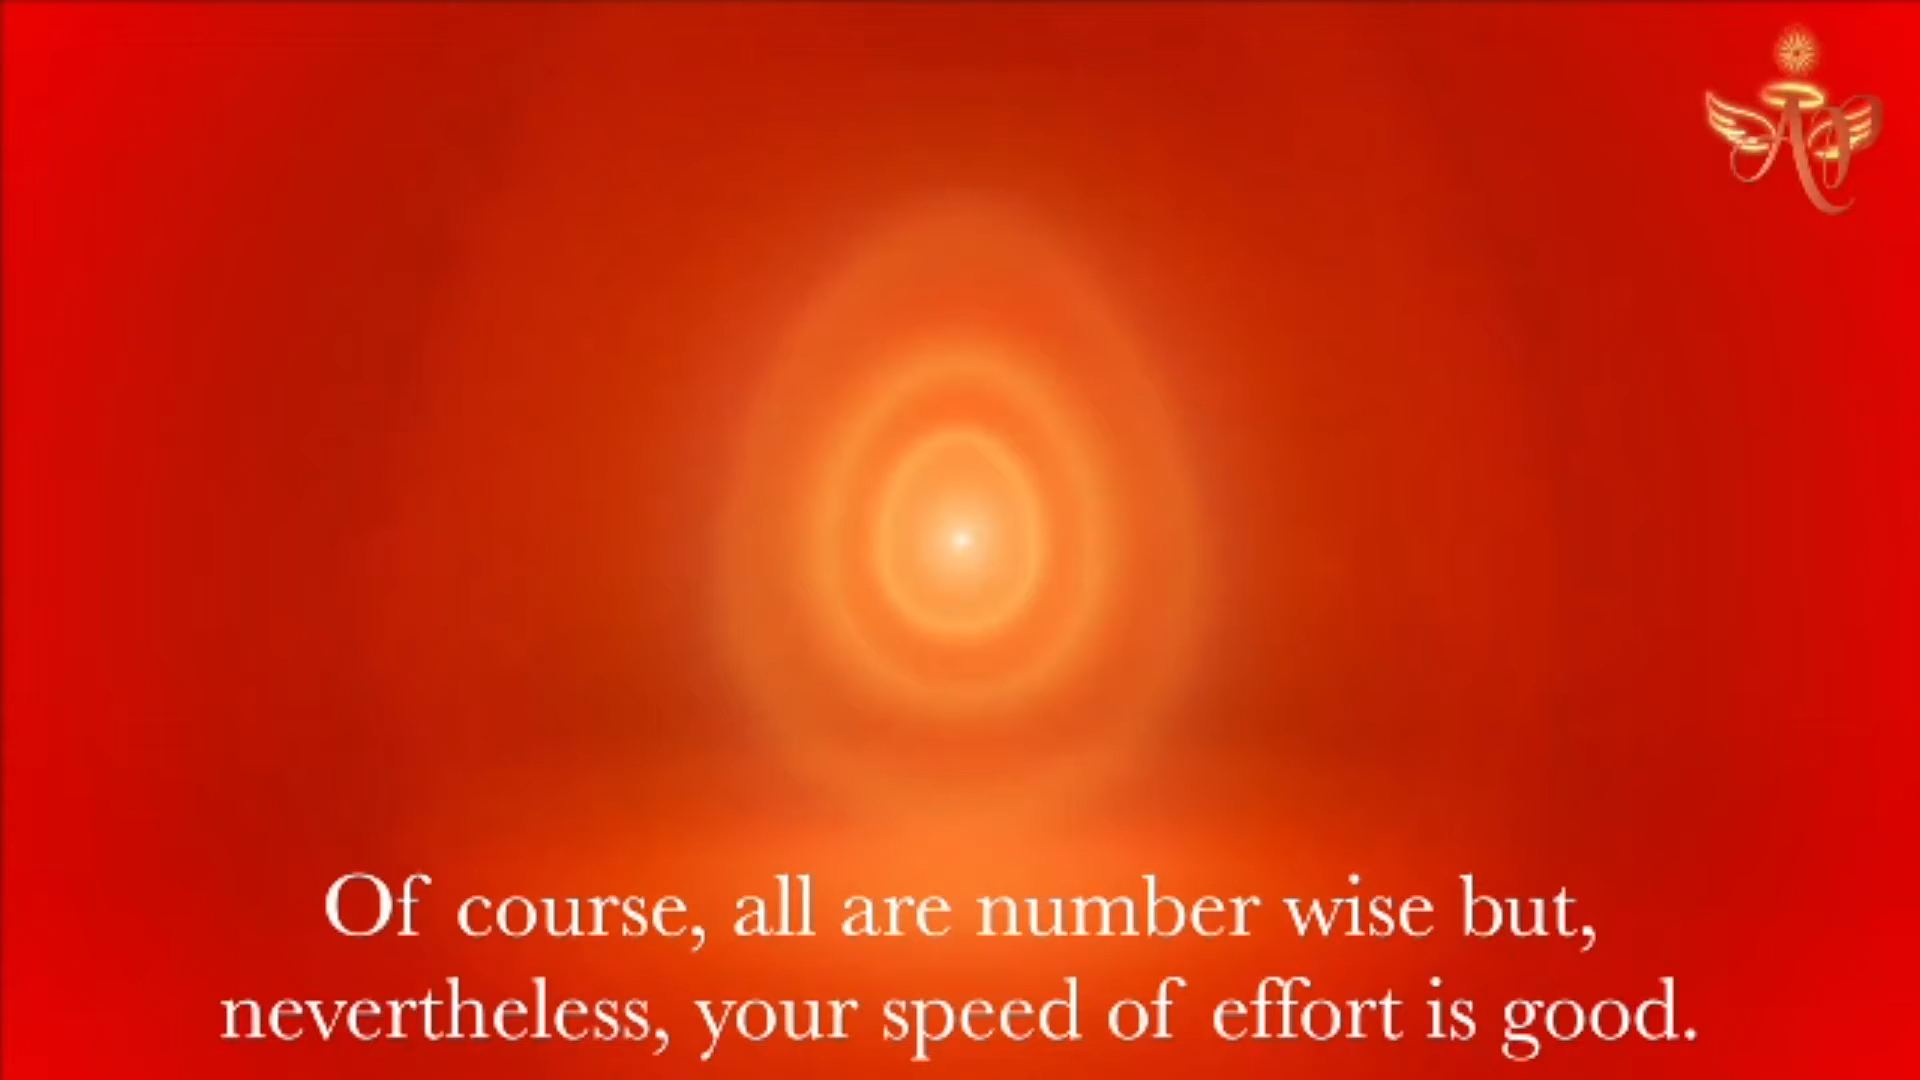 Of course, all are number wise but,
nevertheless, your speed of effort is good.